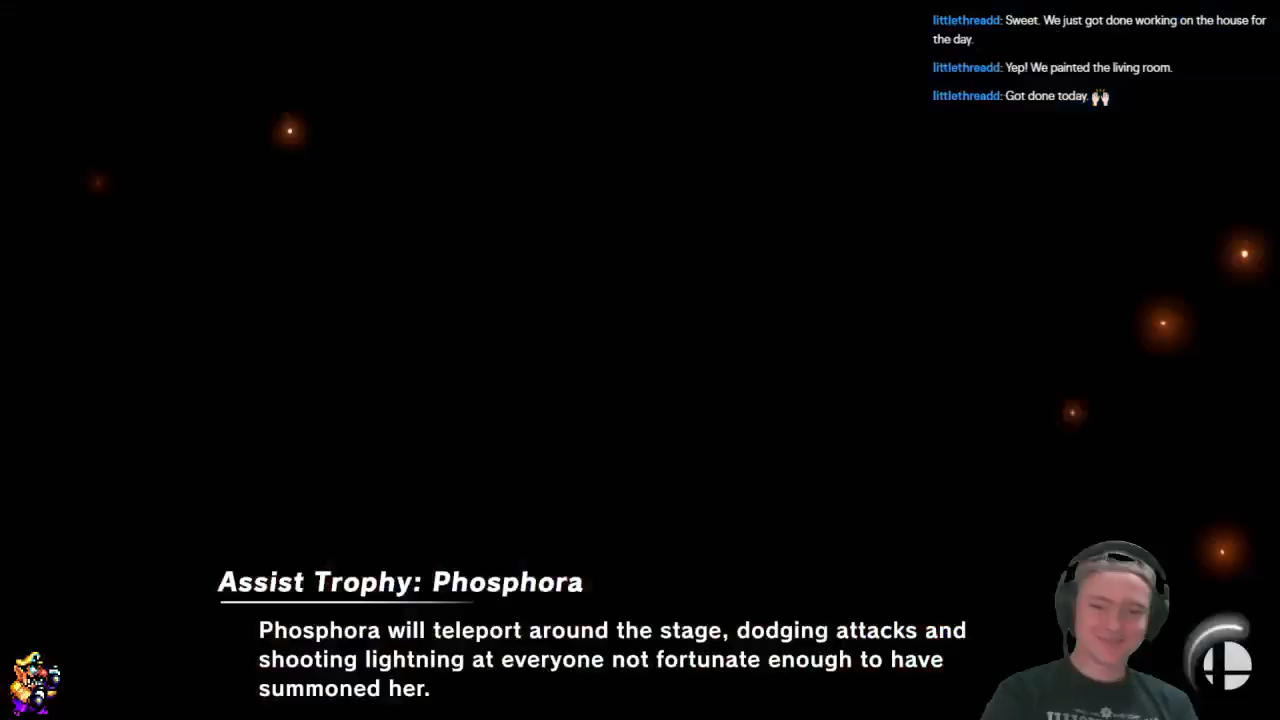 littlethreadd: Sweet. We just got done working on the house for
the day.
littlethreadd: Yep! We painted the living room.
littlethreadd: Got done today. 🙌🏻
Assist Trophy: Phosphora
Phosphora will teleport around the stage, dodging attacks and
shooting lightning at everyone not fortunate enough to have
summoned her.